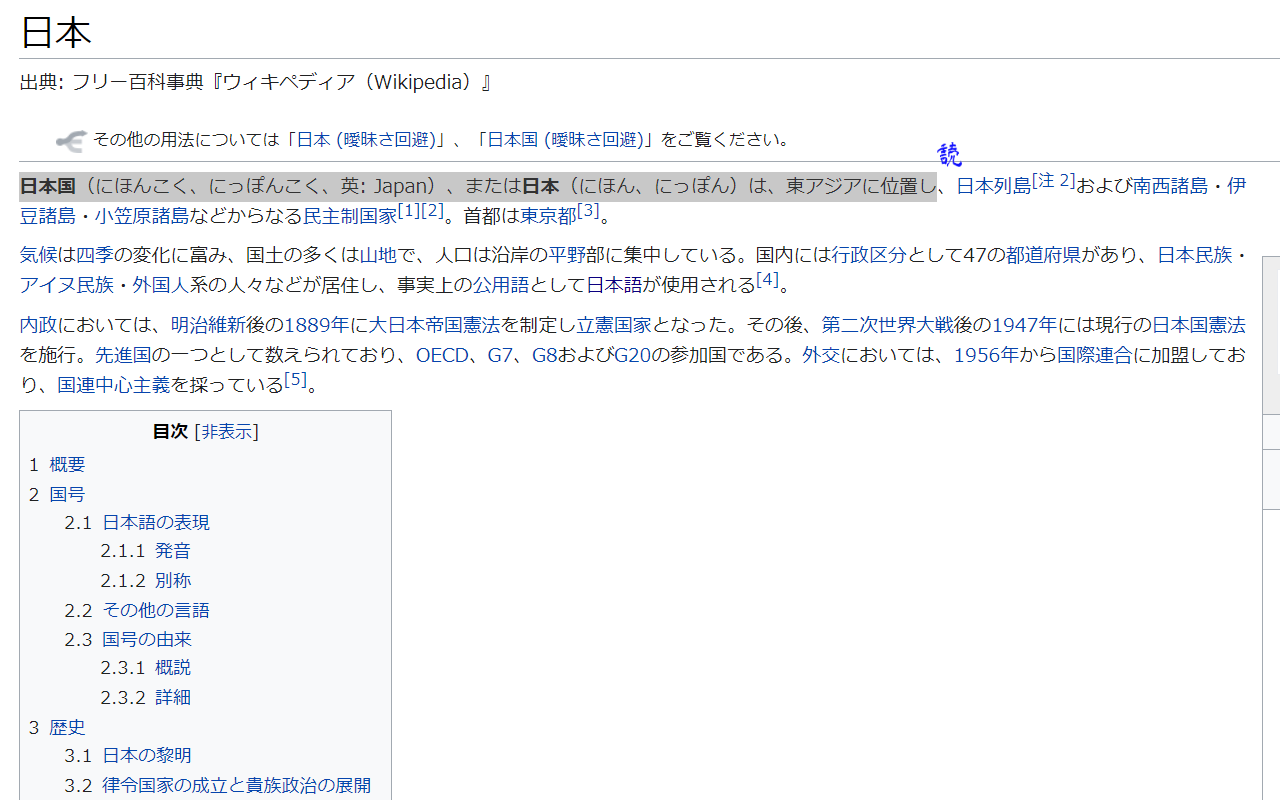 日本
出典: フリー百科事典『ウィキペディア（Wikipedia）』
その他の用法については「日本 (曖昧さ回避)」、「日本国 (曖昧さ回避)」をご覧ください。
読
日本国（にほんこく、にっぽんこく、英: Japan）、または日本（にほん、にっぽん）は、東アジアに位置し、日本列島[注 2]および南西諸島・伊
豆諸島・小笠原諸島などからなる民主制国家[1][2]。首都は東京都[3]。
気候は四季の変化に富み、国土の多くは山地で、人口は沿岸の平野部に集中している。国内には行政区分として47の都道府県があり、日本民族・
アイヌ民族・外国人系の人々などが居住し、事実上の公用語として日本語が使用される[4]。
内政においては、明治維新後の1889年に大日本帝国憲法を制定し立憲国家となった。その後、第二次世界大戦後の1947年には現行の日本国憲法
を施行。先進国の一つとして数えられており、OECD、G7、G8およびG20の参加国である。外交においては、1956年から国際連合に加盟してお
り、国連中心主義を採っている[5]。
目次 [非表示]
1 概要
2 国号
2.1 日本語の表現
2.1.1 発音
2.1.2 別称
2.2 その他の言語
2.3 国号の由来
2.3.1 概説
2.3.2 詳細
3 歴史
3.1 日本の黎明
3.2 律令国家の成立と貴族政治の展開